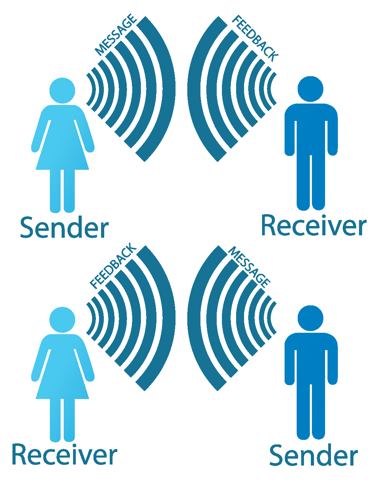 MESSAGE
FEEDBACK
Sender
Receiver
FEEDBACK
MESSAGE
Receiver
Sender